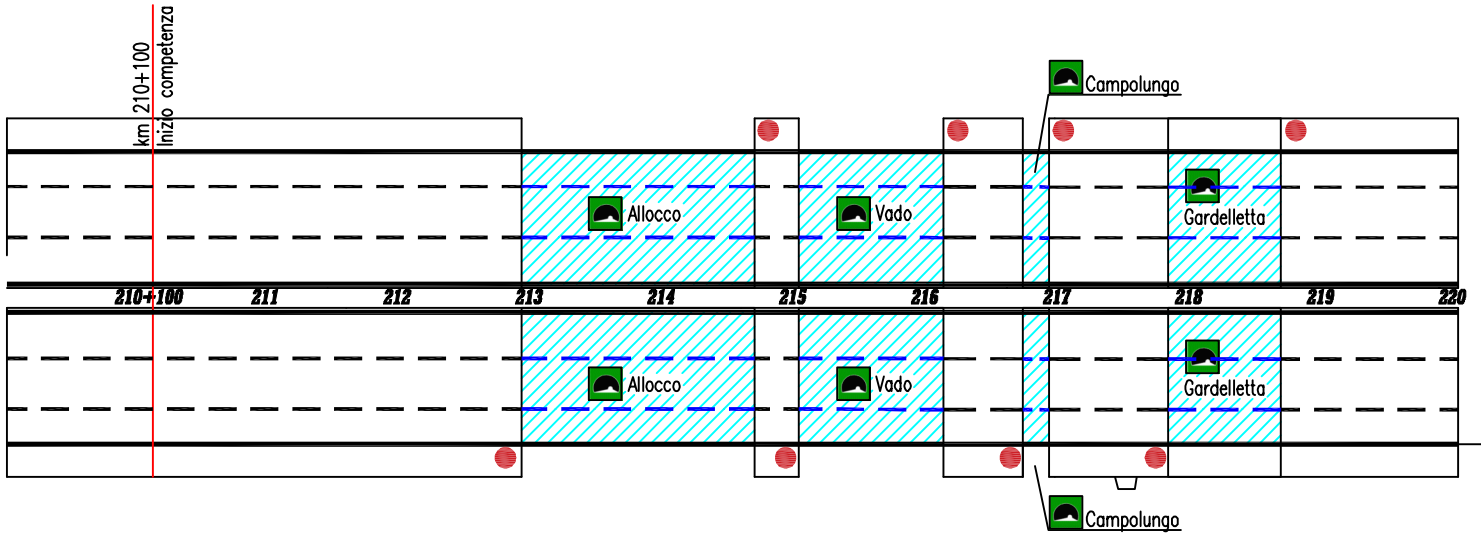 km 210+100
Inizio competenza
Campolungo
Allocco
Vado
Gardelletta
210+100 211 212 213 214 215 216 217 218 219 220
Allocco
Vado
Gardelletta
Campolungo